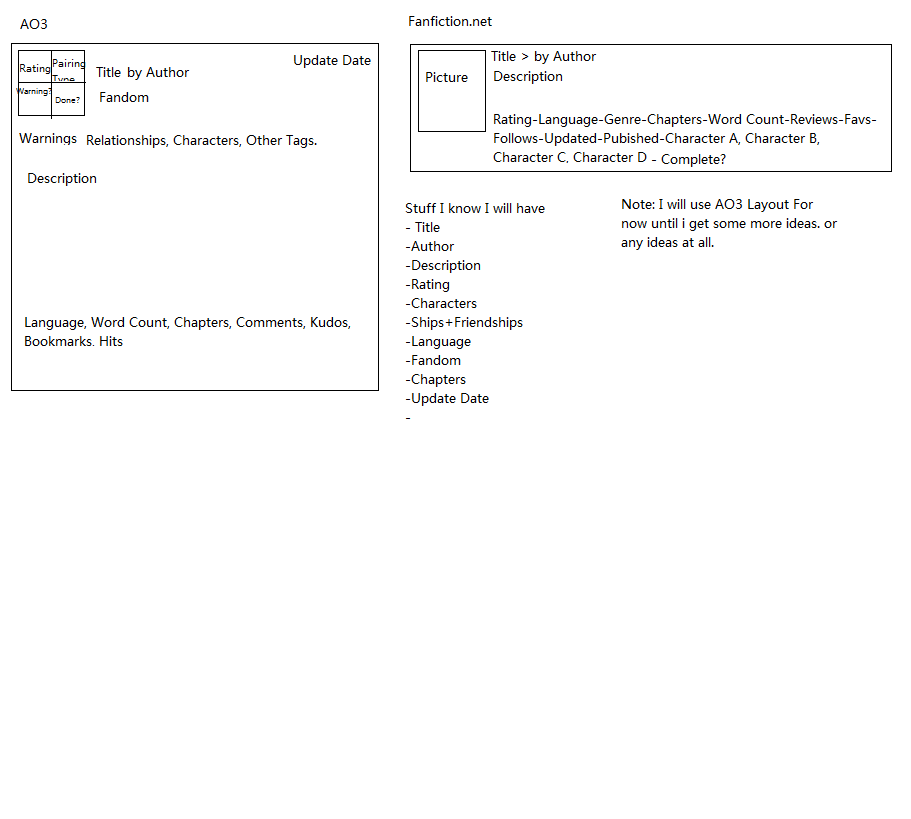 AO3
Rating
Pairing
Type
Warning?
Done?
Title by Author
Update Date
Fandom
Warnings Relationships, Characters, Other Tags.
Description
Language, Word Count, Chapters, Comments, Kudos,
Bookmarks. Hits
Fanfiction.net
Picture
Title > by Author
Description
Rating-Language-Genre-Chapters-Word Count-Reviews-Favs-
Follows-Updated-Pubished-Character A, Character B,
Character C, Character D - Complete?
Stuff I know I will have
- Title
-Author
-Description
-Rating
-Characters
-Ships+Friendships
-Language
-Fandom
-Chapters
-Update Date
-
Note: I will use AO3 Layout For
now until i get some more ideas. or
any ideas at all.